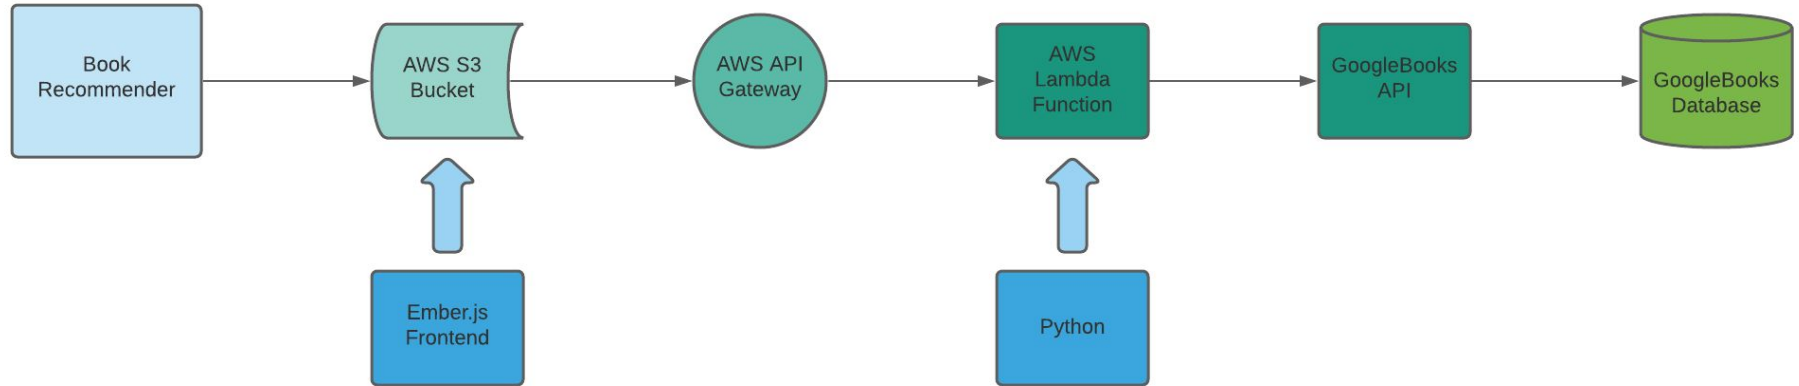 Book
Recommender
AWS S3
Bucket
AWS API
Gateway
AWS
Lambda
Function
GoogleBooks
API
GoogleBooks
Database
Ember.js
Frontend
Python